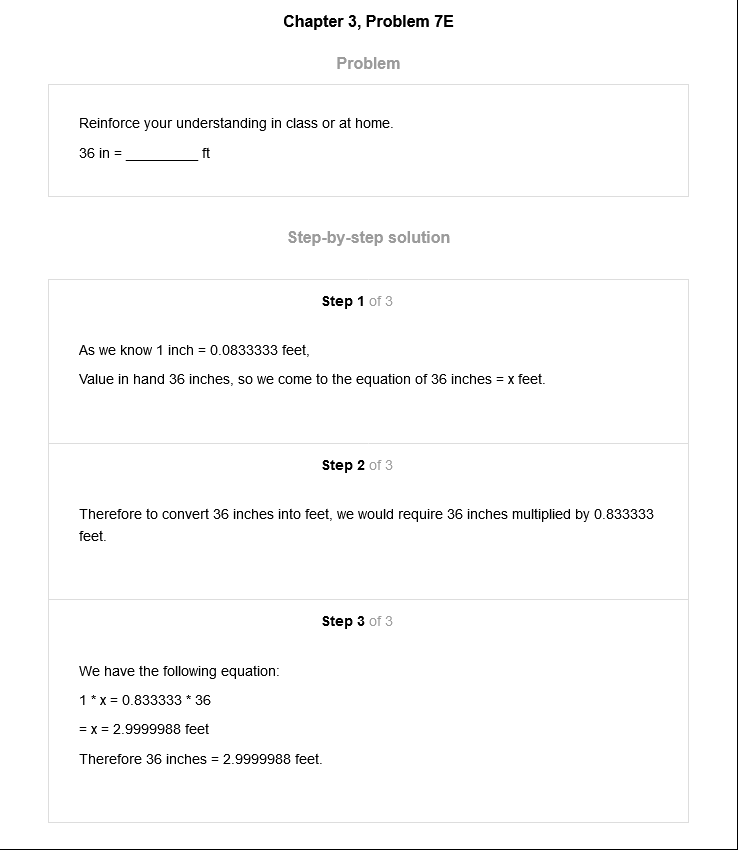 Chapter 3, Problem 7E
Problem
Reinforce your understanding in class or at home.
36 in = _________ ft
Step-by-step solution
Step 1 of 3
As we know 1 inch = 0.0833333 feet,
Value in hand 36 inches, so we come to the equation of 36 inches = x feet.
Step 2 of 3
Therefore to convert 36 inches into feet, we would require 36 inches multiplied by 0.833333
feet.
Step 3 of 3
We have the following equation:
1 * x = 0.833333 * 36
= x = 2.9999988 feet
Therefore 36 inches = 2.9999988 feet.